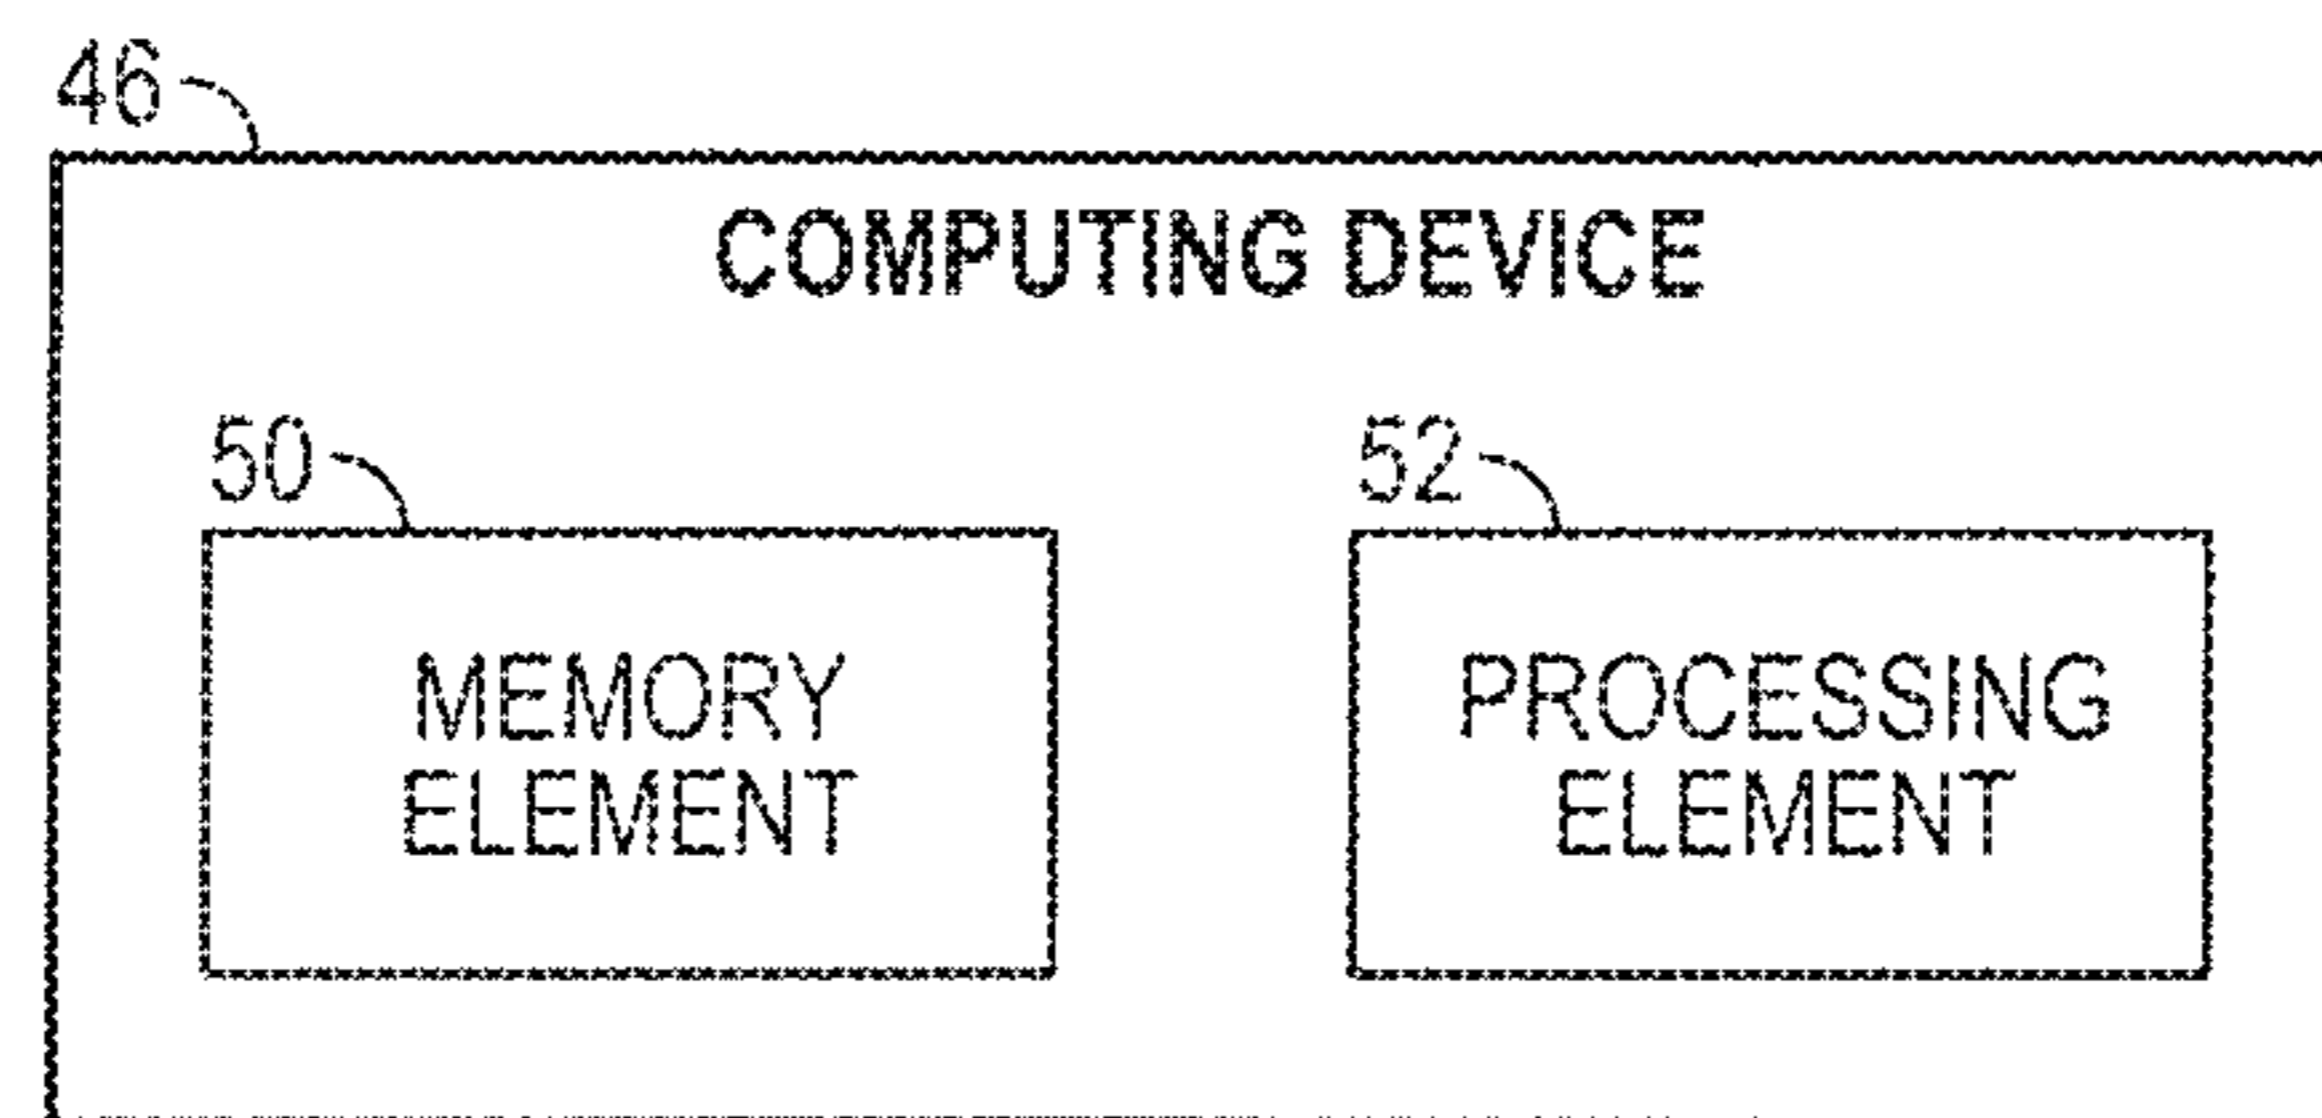 46
COMPUTING DEVICE
50
52
MEMORY
ELEMENT
PROCESSING
ELEMENT